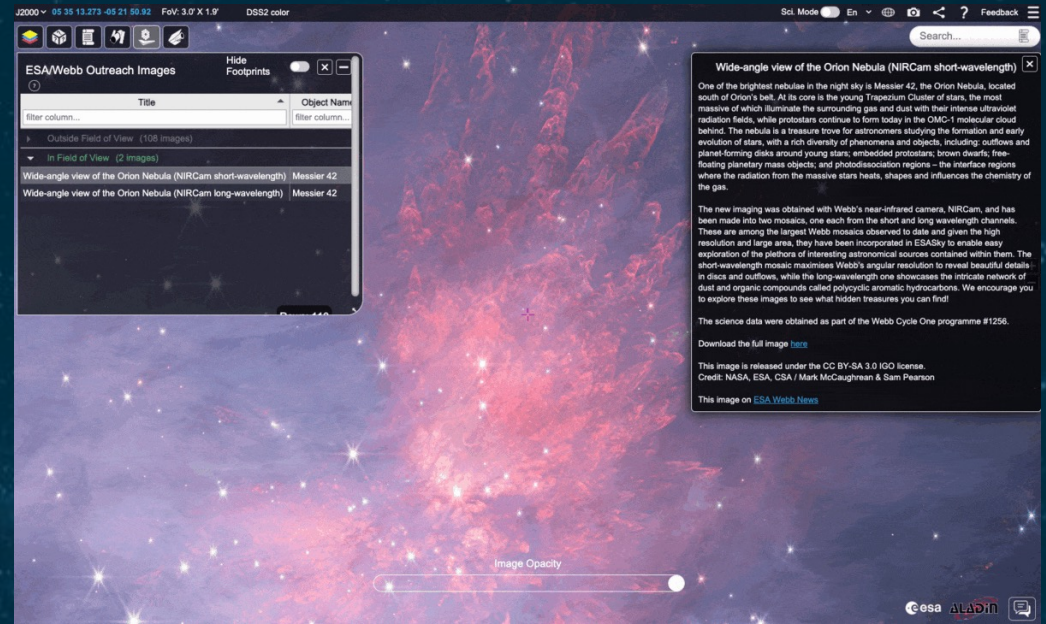 J2000 05 35 13.273 -05 21 50.92 FoV: 3.0' X 1.9' DSS2 color
Sci. Mode En ? Feedback
Search...
ESA/Webb Outreach Images
Hide
Footprints
?
Title Object Name
filter column... filter column...
Outside Field of View (108 images)
In Field of View (2 images)
Wide-angle view of the Orion Nebula (NIRCam short-wavelength) Messier 42
Wide-angle view of the Orion Nebula (NIRCam long-wavelength) Messier 42
Wide-angle view of the Orion Nebula (NIRCam short-wavelength)
One of the brightest nebulae in the night sky is Messier 42, the Orion Nebula, located
south of Orion's belt. At its core is the young Trapezium Cluster of stars, the most
massive of which illuminate the surrounding gas and dust with their intense ultraviolet
radiation fields, while protostars continue to form today in the OMC-1 molecular cloud
behind. The nebula is a treasure trove for astronomers studying the formation and early
evolution of stars, with a rich diversity of phenomena and objects, including: outflows and
planet-forming disks around young stars; embedded protostars; brown dwarfs; free-
floating planetary mass objects; and photodissociation regions – the interface regions
where the radiation from the massive stars heats, shapes and influences the chemistry of
the gas.
The new imaging was obtained with Webb's near-infrared camera, NIRCam, and has
been made into two mosaics, one each from the short and long wavelength channels.
These are among the largest Webb mosaics observed to date and given the high
resolution and large area, they have been incorporated in ESASky to enable easy
exploration of the plethora of interesting astronomical sources contained within them. The
short-wavelength mosaic maximises Webb's angular resolution to reveal beautiful details
in discs and outflows, while the long-wavelength one showcases the intricate network of
dust and organic compounds called polycyclic aromatic hydrocarbons. We encourage you
to explore these images to see what hidden treasures you can find!
The science data were obtained as part of the Webb Cycle One programme #1256.
Download the full image here
This image is released under the CC BY-SA 3.0 IGO license.
Credit: NASA, ESA, CSA / Mark McCaughrean & Sam Pearson
This image on ESA Webb News
Image Opacity
esa ALADIN